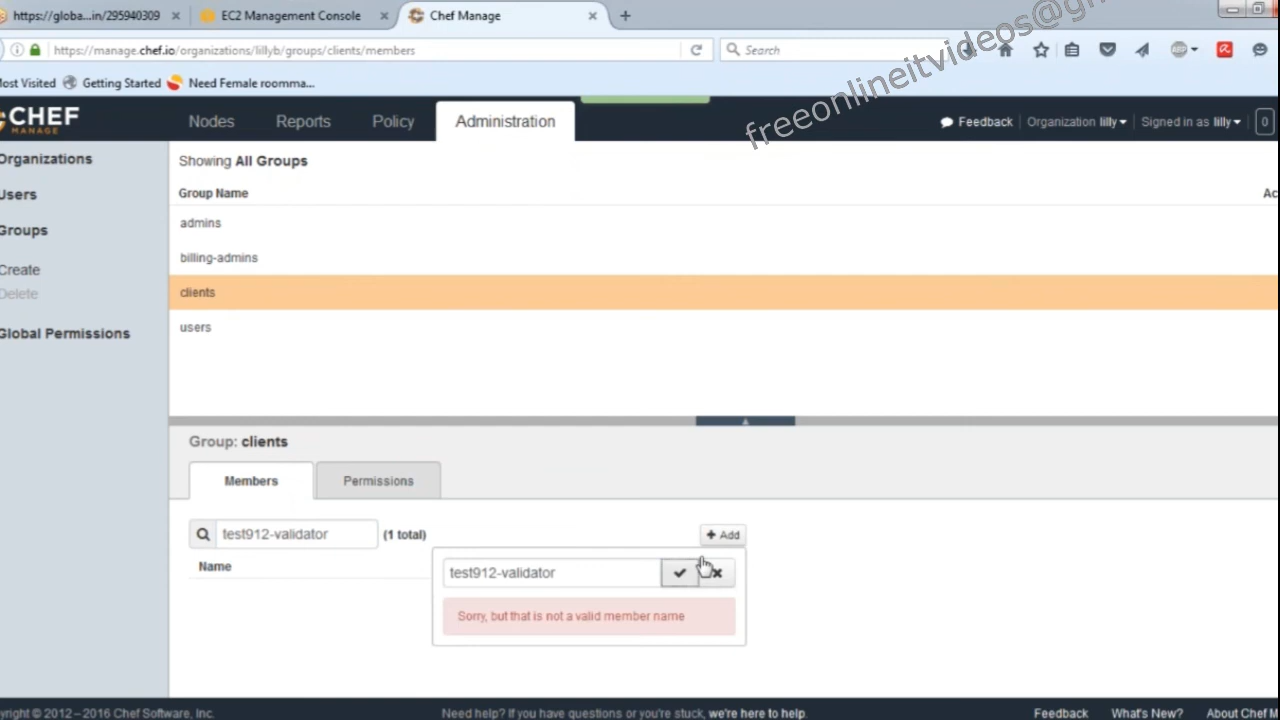 https://globa...in/295940309
EC2 Management Console
Chef Manage
https://manage.chef.io/organizations/lillyb/groups/clients/members
Search
ost Visited
Getting Started
Need Female roomma...
freeonlineitvideos@g
CHEF
MANAGE
Nodes
Reports
Policy
Administration
Feedback
Organization lilly
Signed in as lilly
0
Organizations
Users
Groups
Create
Delete
Global Permissions
Showing All Groups
Group Name
Ac
admins
billing-admins
clients
users
Group: clients
Members
Permissions
test912-validator
(1 total)
+ Add
Name
test912-validator
Sorry, but that is not a valid member name
yright © 2012 – 2016 Chef Software, Inc.
Need help? If you have questions or you're stuck, we're here to help.
Feedback
What's New?
About Chef M